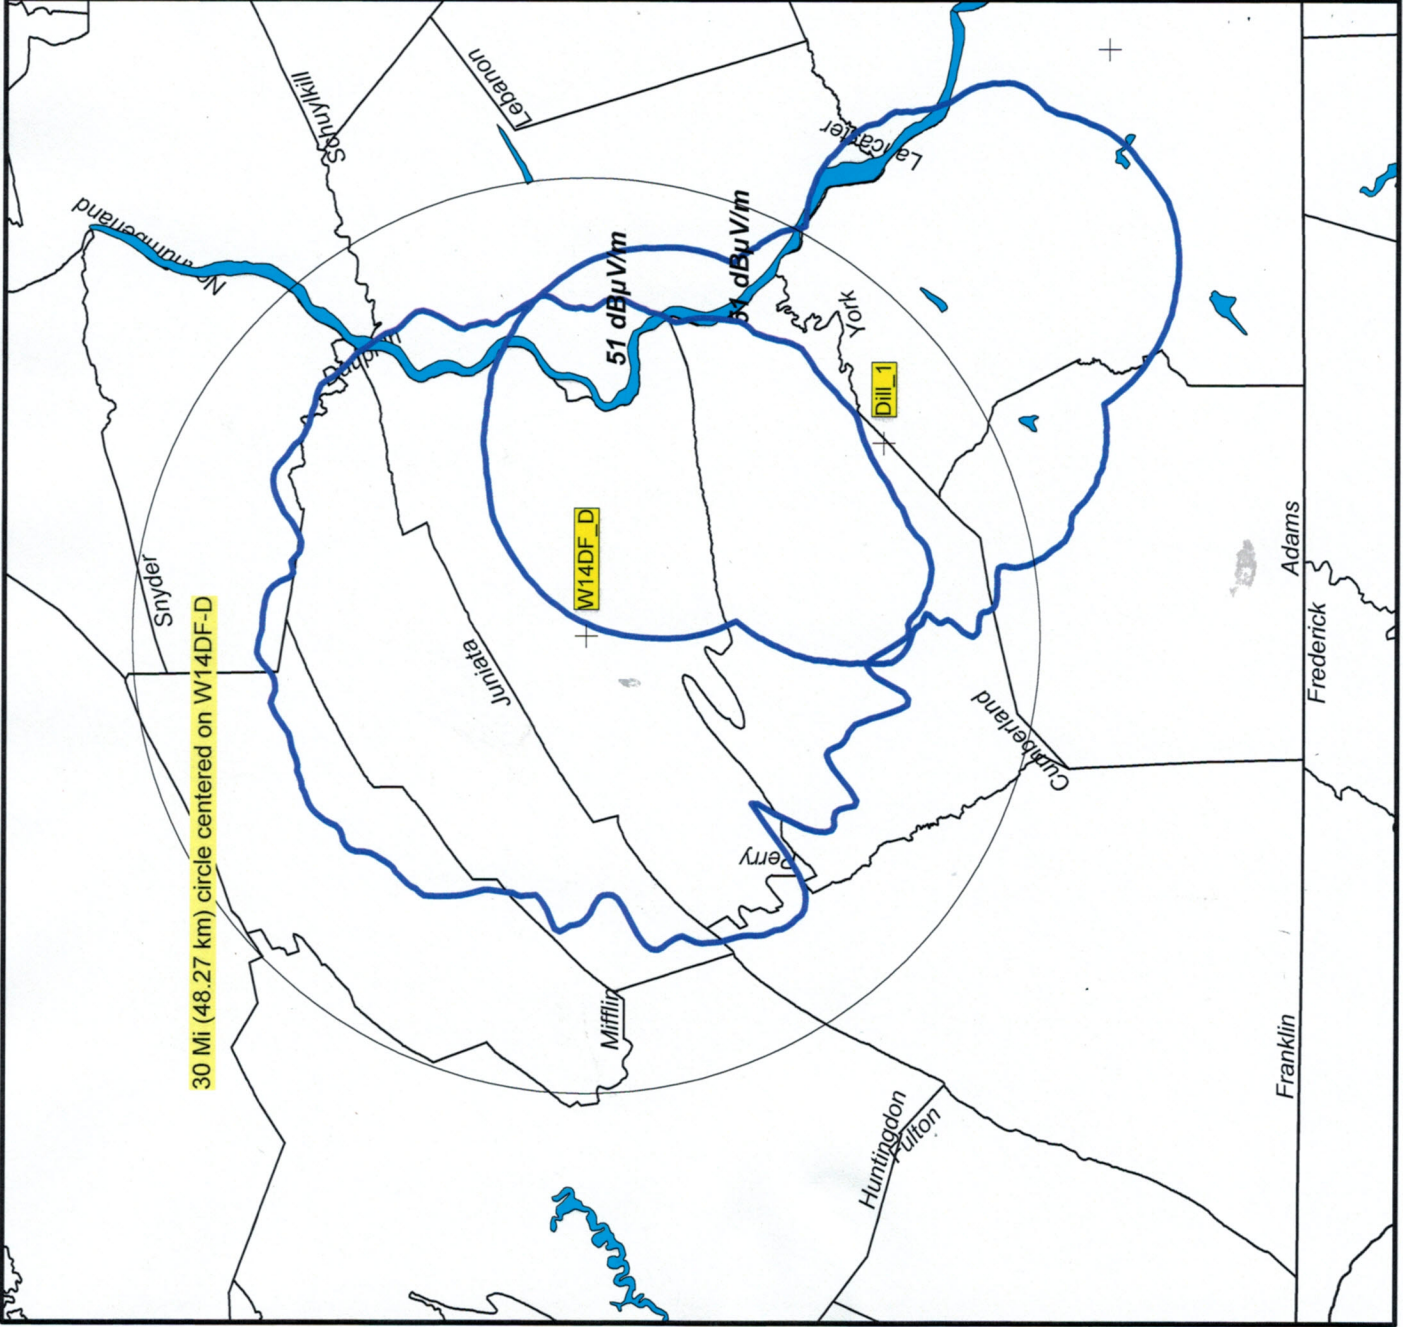 Schuylkill
Lebanon
Northumberland
Lancaster
51 dBµV/m
51 dBµV/m
York
Dauphin
Dill_1
W14DF_D
Snyder
30 Mi (48.27 km) circle centered on W14DF-D
Juniata
Cumberland
Adams
Frederick
Perry
Mifflin
Huntingdon
Fulton
Franklin